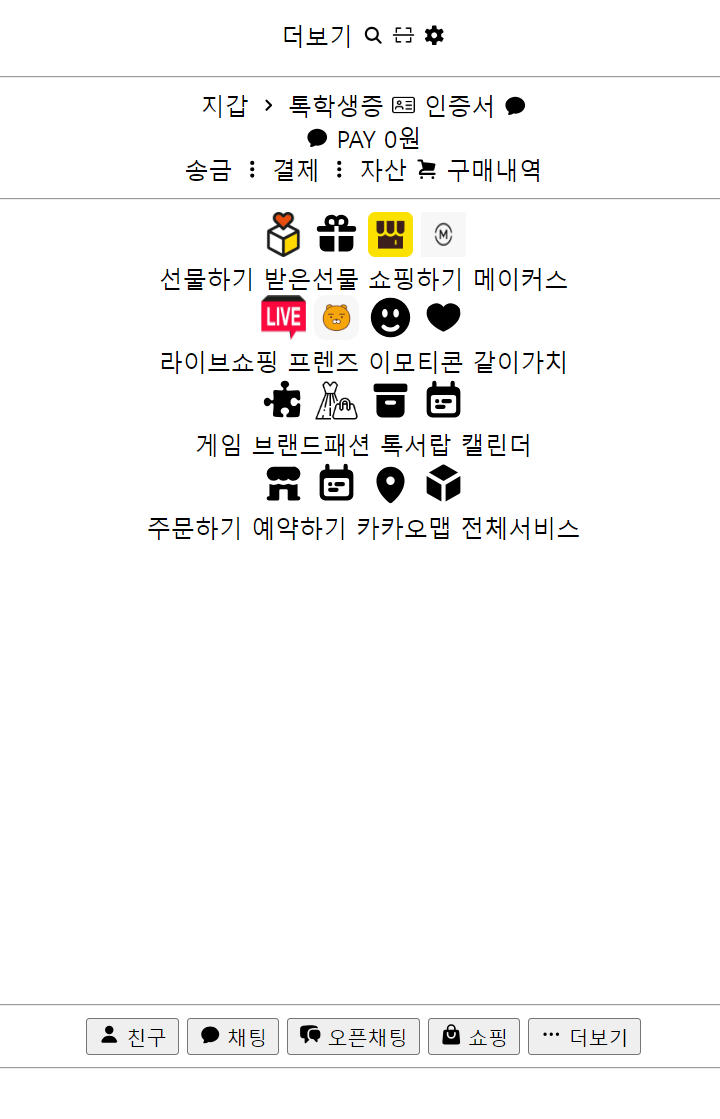 더보기
지갑 톡학생증 인증서
PAY 0원
송금 결제 자산 구매내역
M
선물하기 받은선물 쇼핑하기 메이커스
LIVE
라이브쇼핑 프렌즈 이모티콘 같이가치
게임 브랜드패션 톡서랍 캘린더
주문하기 예약하기 카카오맵 전체서비스
친구 채팅 오픈채팅 쇼핑 더보기